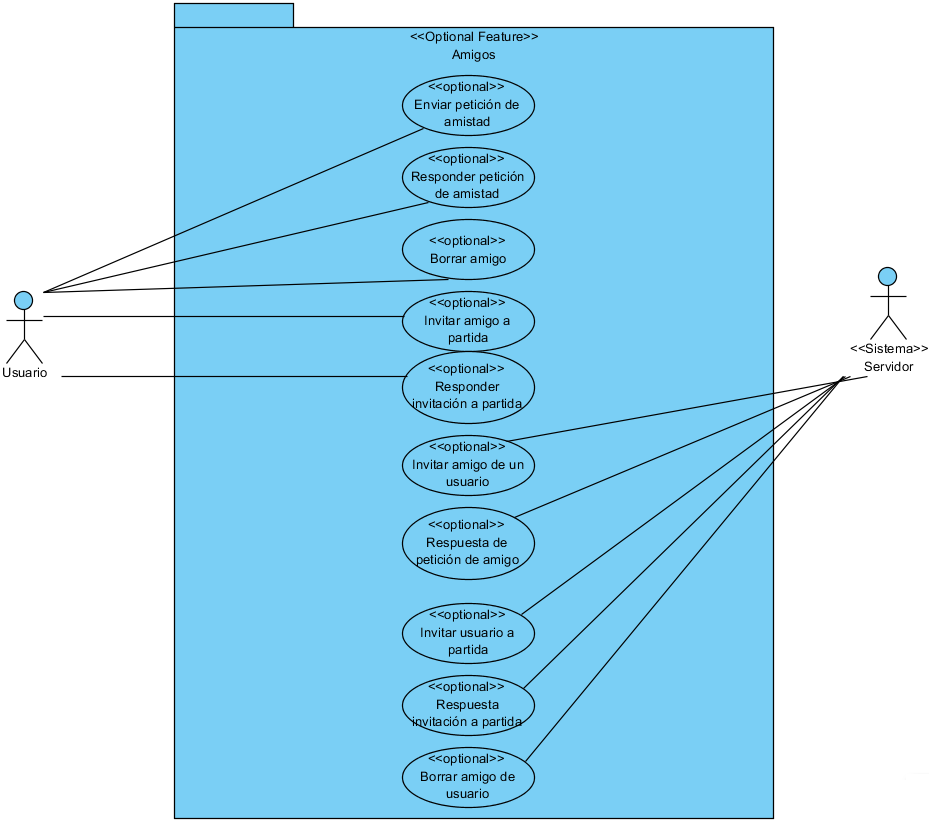 <<Optional Feature>>
Amigos
<<optional>>
Enviar petición de
amistad
<<optional>>
Responder petición
de amistad
<<optional>>
Borrar amigo
<<optional>>
Invitar amigo a
partida
<<optional>>
Responder
invitación a partida
Usuario
<<Sistema>>
Servidor
<<optional>>
Invitar amigo de un
usuario
<<optional>>
Respuesta de
petición de amigo
<<optional>>
Invitar usuario a
partida
<<optional>>
Respuesta
invitación a partida
<<optional>>
Borrar amigo de
usuario